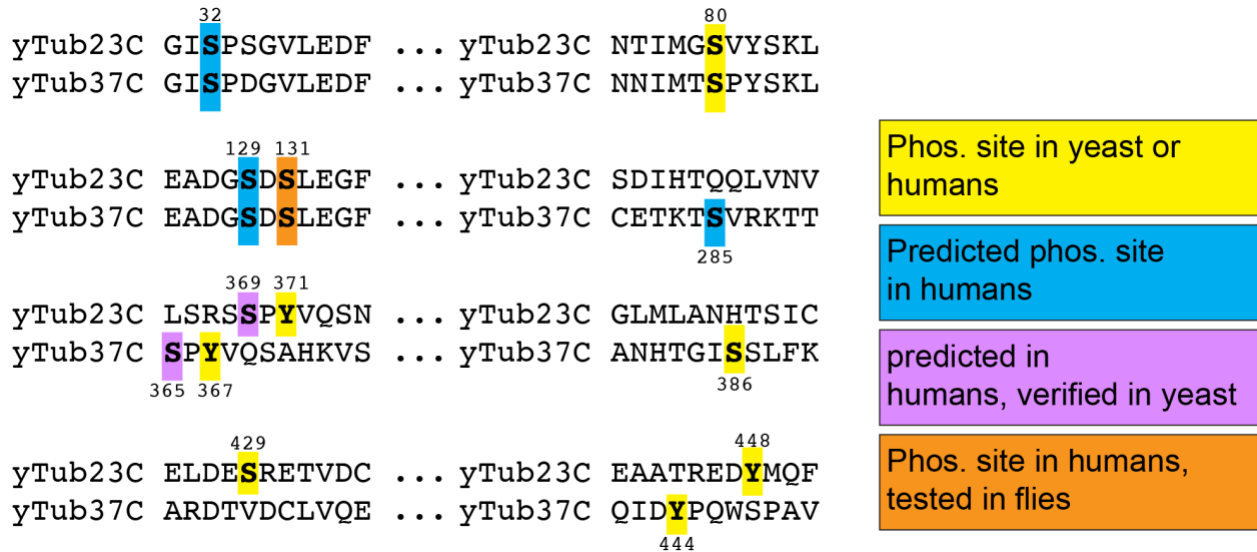 32 80
yTub23C GISPSGVLEDF ... yTub23C NTIMGSVYSKL
yTub37C GISPDGVLEDF ... yTub37C NNIMTSPYSKL
129 131
yTub23C EADGSDSLEGF ... yTub23C SDIHTQQLVNV
yTub37C EADGSDSLEGF ... yTub37C CETKTSVRKTT
285
369 371
yTub23C LSRSSPYVQSN ... yTub23C GLMLANHTSIC
yTub37C SPYVQSAHKVS ... yTub37C ANHTGISSLFK
365 367 386
429 448
yTub23C ELDESRETVDC ... yTub23C EAATREDYMQF
yTub37C ARDTVDCLVQE ... yTub37C QIDYPQWSPAV
444
Phos. site in yeast or
humans
Predicted phos. site
in humans
predicted in
humans, verified in yeast
Phos. site in humans,
tested in flies